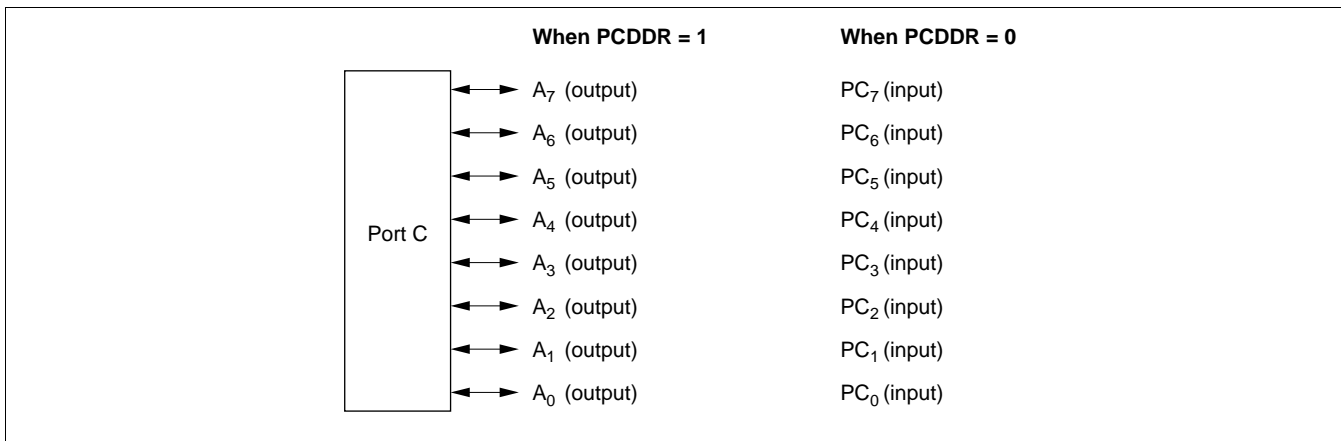 When PCDDR = 1 When PCDDR = 0
A7 (output) PC7 (input)
A6 (output) PC6 (input)
A5 (output) PC5 (input)
A4 (output) PC4 (input)
Port C
A3 (output) PC3 (input)
A2 (output) PC2 (input)
A1 (output) PC1 (input)
A0 (output) PC0 (input)